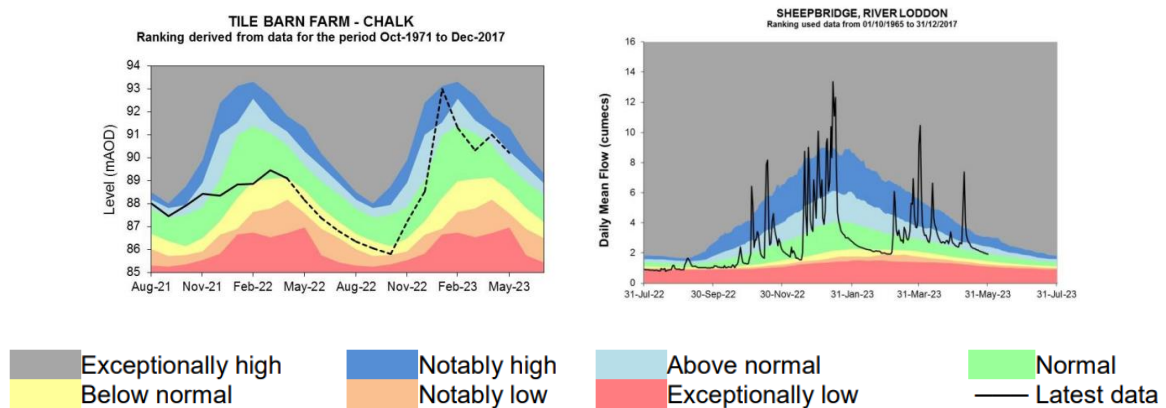 TILE BARN FARM - CHALK
Ranking derived from data for the period Oct-1971 to Dec-2017
Level (mAOD)
94
93
92
91
90
89
88
87
86
85
Aug-21 Nov-21 Feb-22 May-22 Aug-22 Nov-22 Feb-23 May-23
SHEEPBRIDGE, RIVER LODDON
Ranking used data from 01/10/1965 to 31/12/2017
Daily Mean Flow (cumecs)
16
14
12
10
8
6
4
2
0
31-Jul-22 30-Sep-22 30-Nov-22 31-Jan-23 31-Mar-23 31-May-23 31-Jul-23
Exceptionally high Notably high Above normal Normal
Below normal Notably low Exceptionally low Latest data